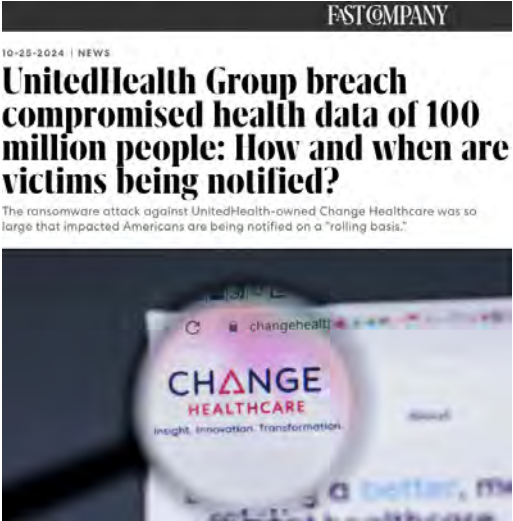 FAST COMPANY
10-25-2024 | NEWS
UnitedHealth Group breach
compromised health data of 100
million people: How and when are
victims being notified?
The ransomware attack against UnitedHealth-owned Change Healthcare was so
large that impacted Americans are being notified on a "rolling basis."
changehealt
CHANGE
HEALTHCARE
Insight. Innovation. Transformation.
a better, m